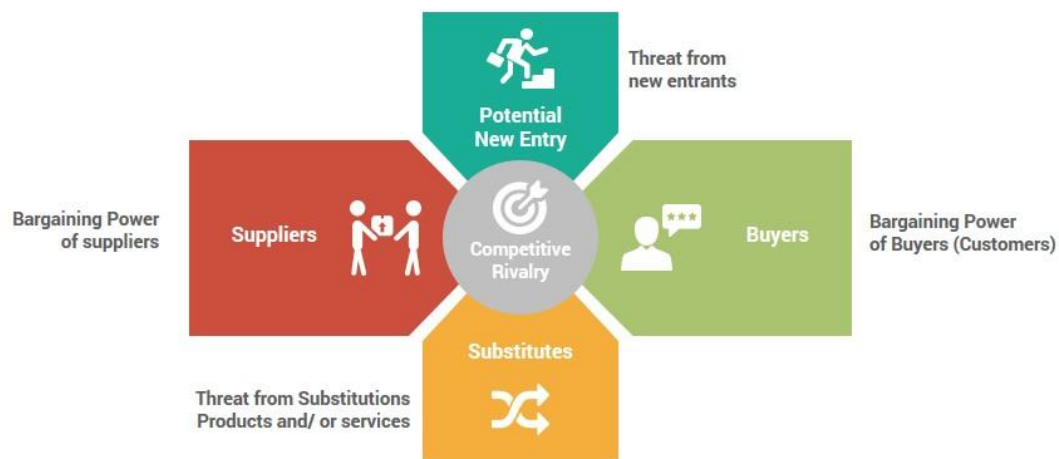 Threat from
new entrants
Potential
New Entry
Bargaining Power
of suppliers
Suppliers
Competitive
Rivalry
Buyers
Bargaining Power
of Buyers (Customers)
Substitutes
Threat from Substitutions
Products and/ or services